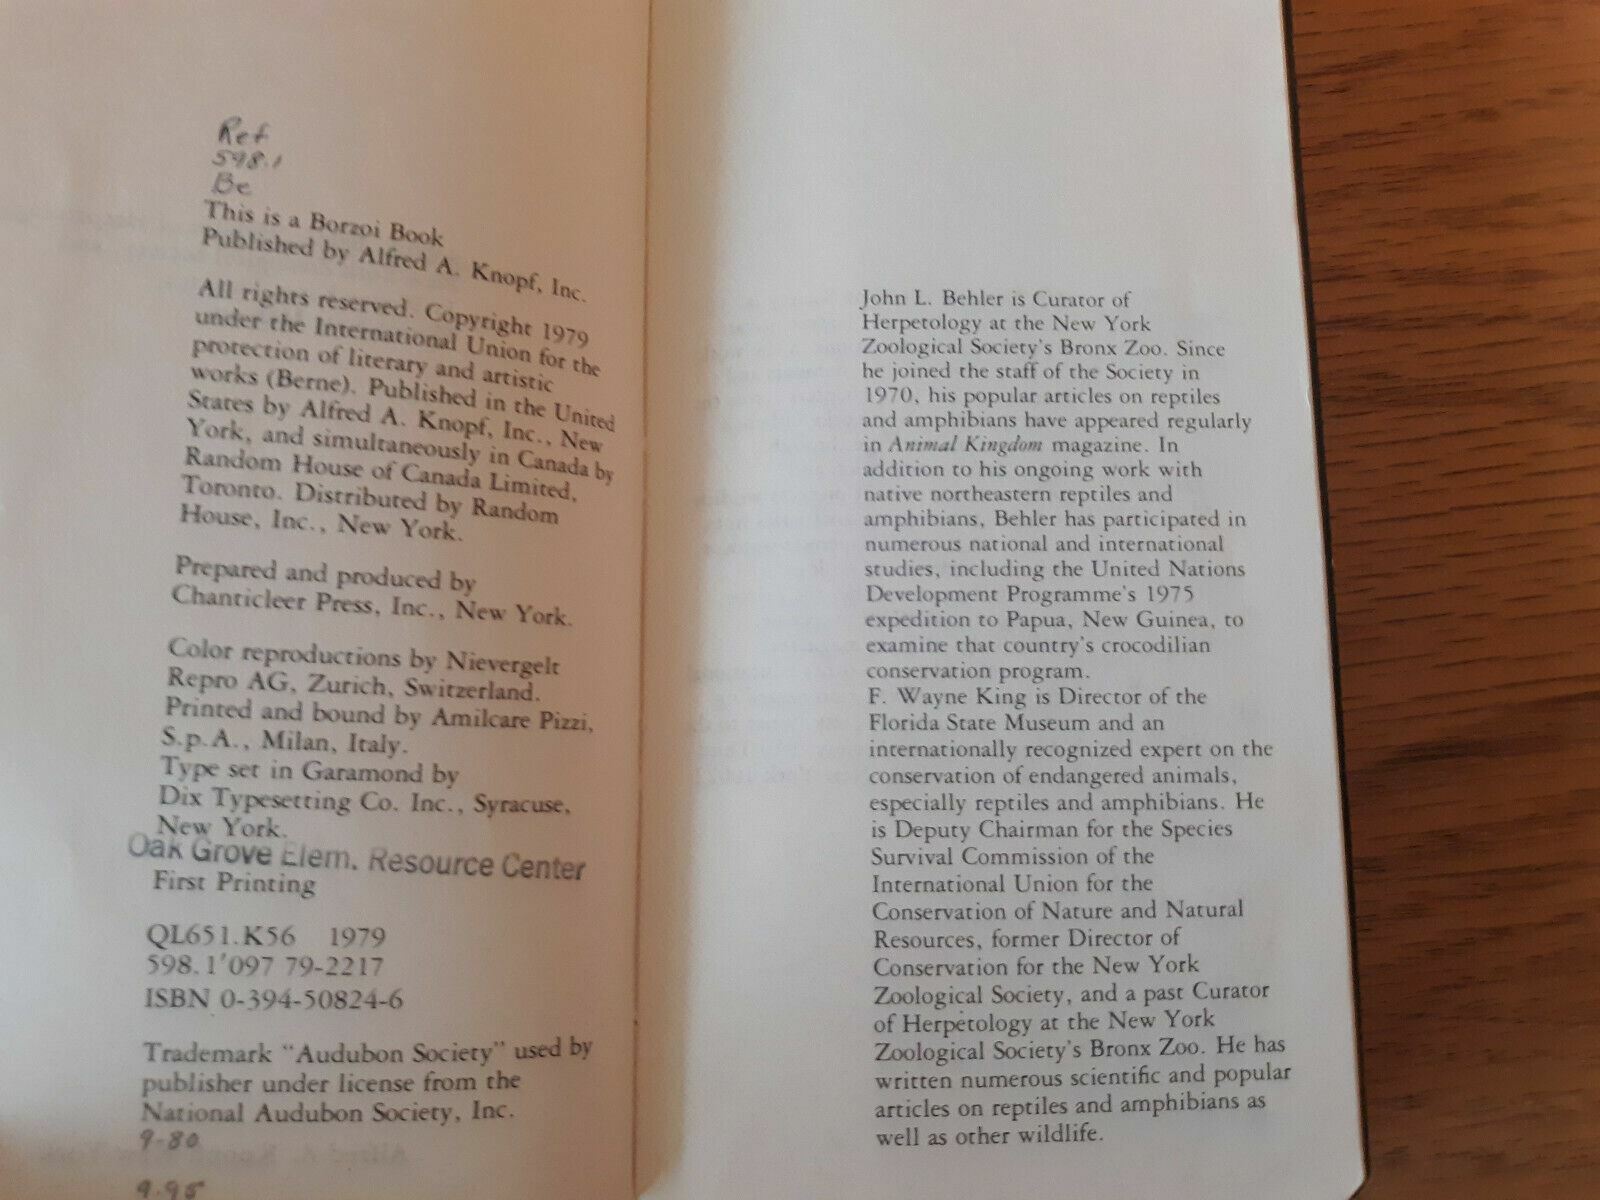 Ref
598.1
Be
This is a Borzoi Book
Published by Alfred A. Knopf, Inc.
All rights reserved. Copyright 1979
under the International Union for the
protection of literary and artistic
works (Berne). Published in the United
States by Alfred A. Knopf, Inc., New
York, and simultaneously in Canada by
Random House of Canada Limited,
Toronto. Distributed by Random
House, Inc., New York.
Prepared and produced by
Chanticleer Press, Inc., New York.
Color reproductions by Nievergelt
Repro AG, Zurich, Switzerland.
Printed and bound by Amilcare Pizzi,
S.p.A., Milan, Italy.
Type set in Garamond by
Dix Typesetting Co. Inc., Syracuse,
New York.
Oak Grove Elem. Resource Center
First Printing
QL651.K56 1979
598.1'097 79-2217
ISBN 0-394-50824-6
Trademark "Audubon Society" used by
publisher under license from the
National Audubon Society, Inc.
9-80
9.95
John L. Behler is Curator of
Herpetology at the New York
Zoological Society's Bronx Zoo. Since
he joined the staff of the Society in
1970, his popular articles on reptiles
and amphibians have appeared regularly
in Animal Kingdom magazine. In
addition to his ongoing work with
native northeastern reptiles and
amphibians, Behler has participated in
numerous national and international
studies, including the United Nations
Development Programme's 1975
expedition to Papua, New Guinea, to
examine that country's crocodilian
conservation program.
F. Wayne King is Director of the
Florida State Museum and an
internationally recognized expert on the
conservation of endangered animals,
especially reptiles and amphibians. He
is Deputy Chairman for the Species
Survival Commission of the
International Union for the
Conservation of Nature and Natural
Resources, former Director of
Conservation for the New York
Zoological Society, and a past Curator
of Herpetology at the New York
Zoological Society's Bronx Zoo. He has
written numerous scientific and popular
articles on reptiles and amphibians as
well as other wildlife.